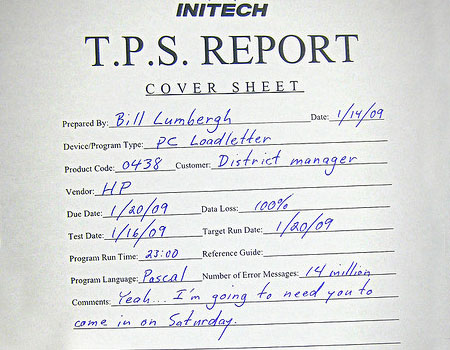 INITECH
T.P.S. REPORT
COVER SHEET
Prepared By: Bill Lumbergh Date: 1/14/09
Device/Program Type: PC Loadletter
Product Code: 0438 Customer: District manager
Vendor: HP
Due Date: 1/20/09 Data Loss: 100%
Test Date: 1/16/09 Target Run Date: 1/20/09
Program Run Time: 23:00 Reference Guide:
Program Language: Pascal Number of Error Messages: 14 million
Comments: Yeah... I'm going to need you to
come in on Saturday.